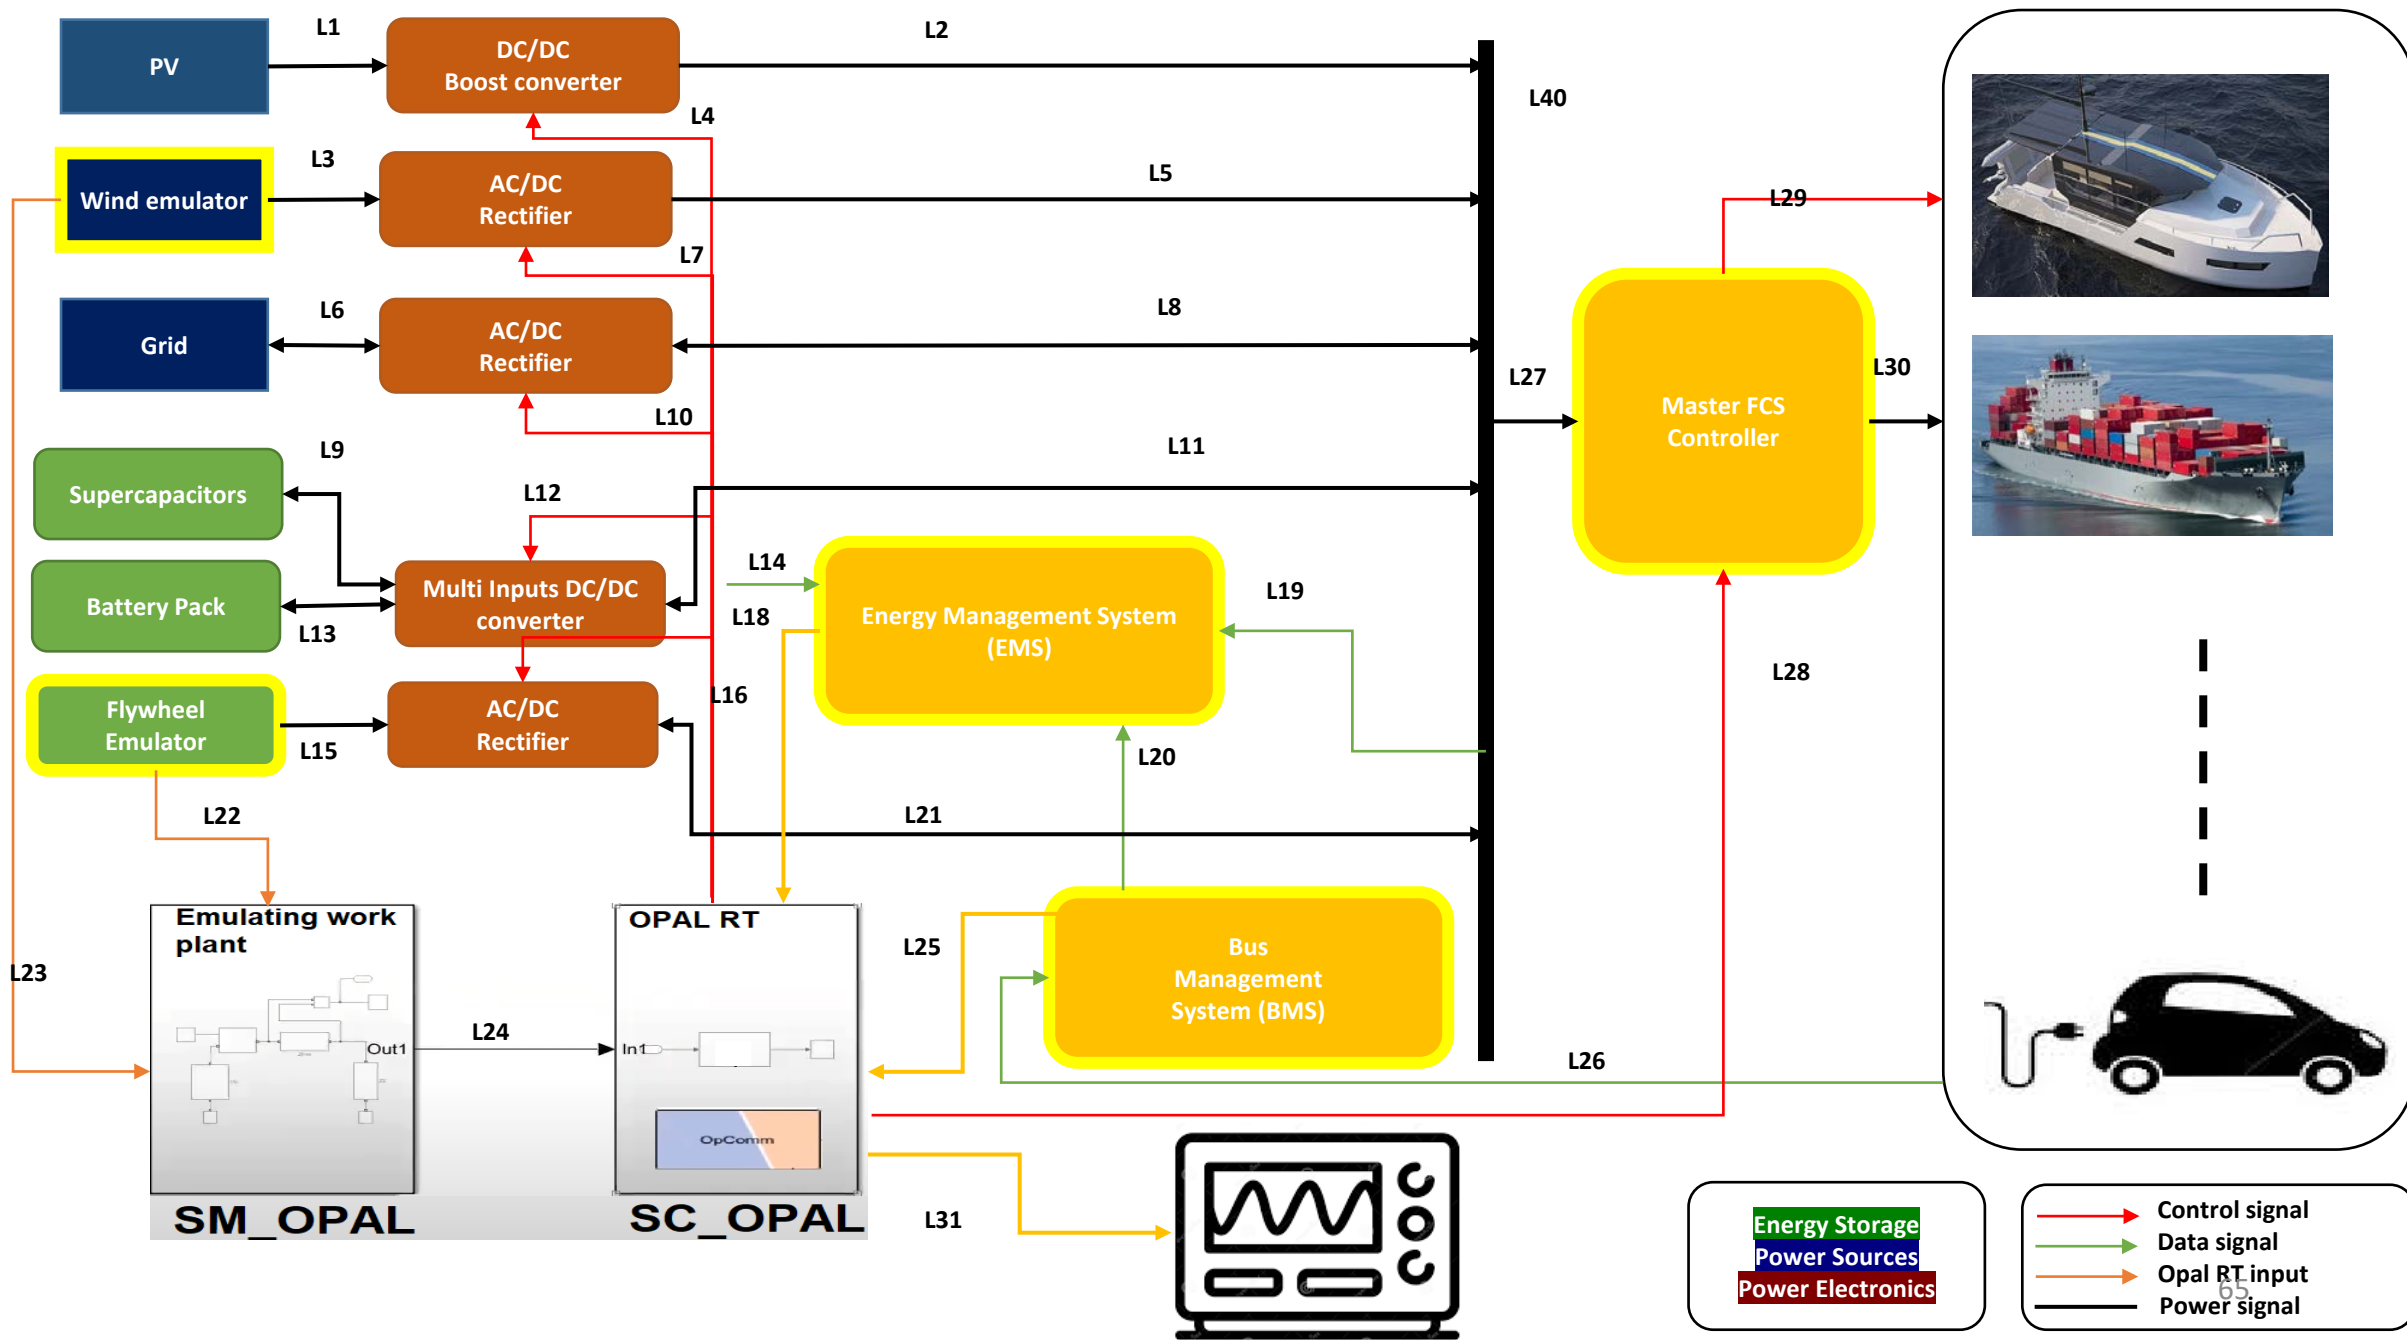 L1
L2
PV
DC/DC
Boost converter
L40
L4
L3
L5
Wind emulator
AC/DC
Rectifier
L29
L7
L6
L8
Grid
AC/DC
Rectifier
L27
L30
Master FCS
Controller
L10
L9
L11
Supercapacitors
L12
L14
L19
Battery Pack
Multi Inputs DC/DC
converter
L13
L18
Energy Management System
(EMS)
L28
L16
Flywheel
Emulator
AC/DC
Rectifier
L15
L20
L22
L21
Emulating work
plant
OPAL RT
L25
Bus
Management
System (BMS)
L23
L24
Out1
In1
L26
OpComm
SM_OPAL
SC_OPAL
L31
Energy Storage
Power Sources
Power Electronics
Control signal
Data signal
Opal RT input
65
Power signal